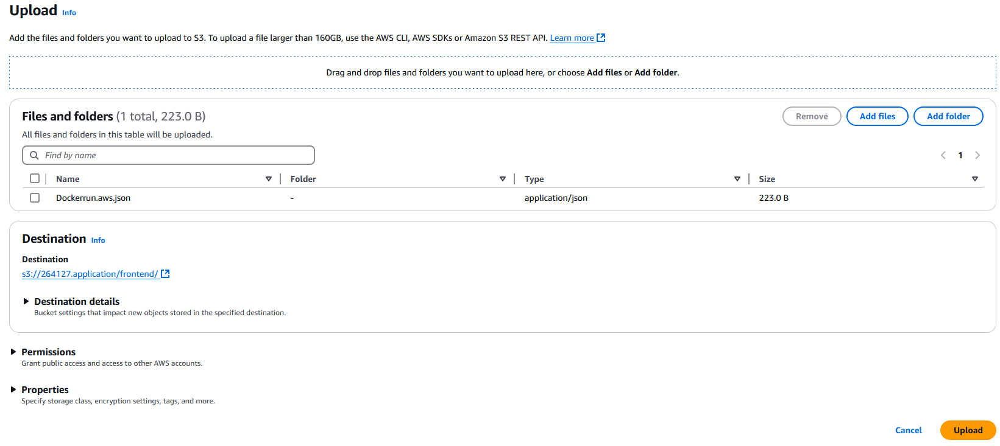 Upload Info
Add the files and folders you want to upload to S3. To upload a file larger than 160GB, use the AWS CLI, AWS SDKs or Amazon S3 REST API. Learn more
Drag and drop files and folders you want to upload here, or choose Add files or Add folder.
Files and folders (1 total, 223.0 B)
Remove Add files Add folder
All files and folders in this table will be uploaded.
Find by name
1
Name Folder Type Size
Dockerrun.aws.json - application/json 223.0 B
Destination Info
Destination
s3://264127.application/frontend/
Destination details
Bucket settings that impact new objects stored in the specified destination.
Permissions
Grant public access and access to other AWS accounts.
Properties
Specify storage class, encryption settings, tags, and more.
Cancel Upload